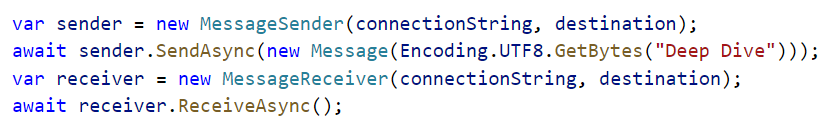 var sender = new MessageSender(connectionString, destination);
await sender.SendAsync(new Message(Encoding.UTF8.GetBytes("Deep Dive")));
var receiver = new MessageReceiver(connectionString, destination);
await receiver.ReceiveAsync();